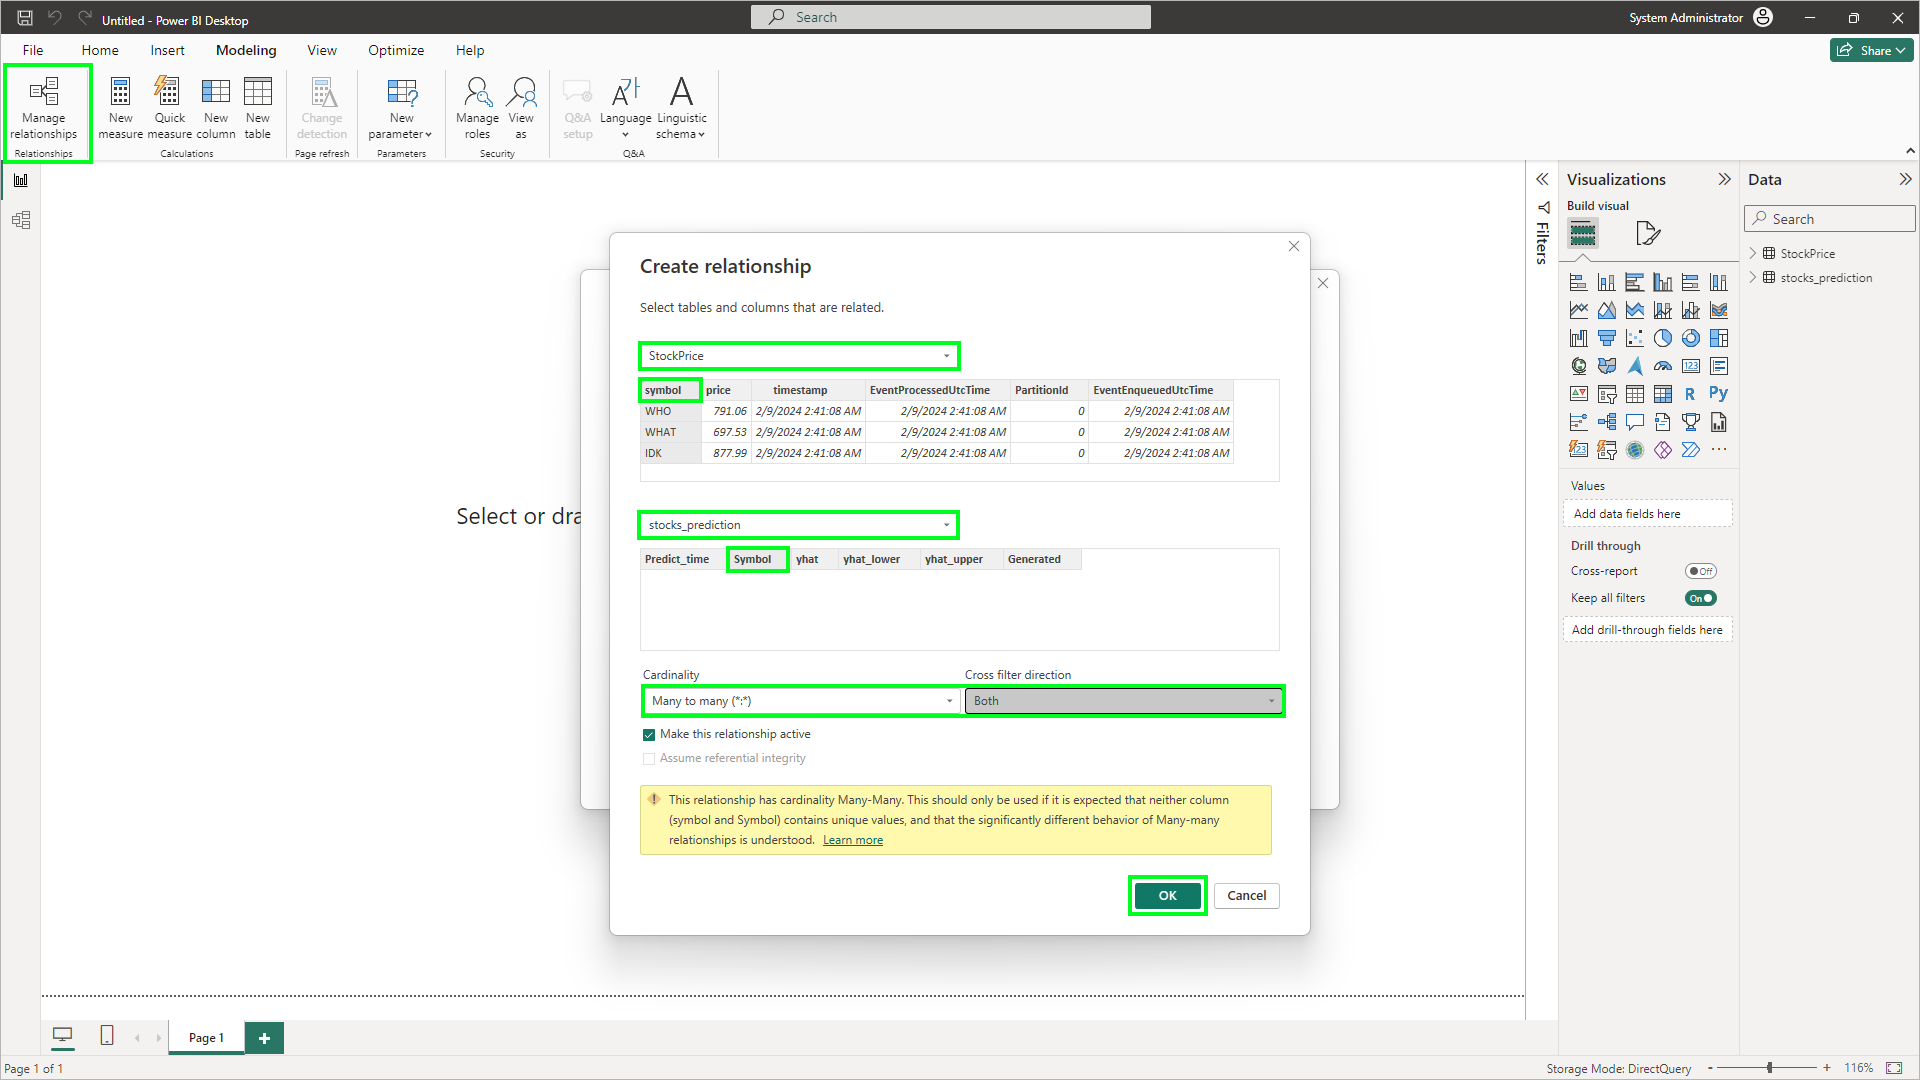 Untitled - Power BI Desktop
Search
System Administrator
File
Home
Insert
Modeling
View
Optimize
Help
Share
Manage relationships
New measure
Quick measure
New column
New table
Change detection
New parameter
Manage roles
View as
Q&A setup
Language
Linguistic schema
Relationships
Calculations
Page refresh
Parameters
Security
Q&A
Filters
Visualizations
Build visual
Data
Search
StockPrice
stocks_prediction
Select or dra
Create relationship
Select tables and columns that are related.
StockPrice
symbol price timestamp EventProcessedUtcTime PartitionId EventEnqueuedUtcTime
WHO 791.06 2/9/2024 2:41:08 AM 2/9/2024 2:41:08 AM 0 2/9/2024 2:41:08 AM
WHAT 697.53 2/9/2024 2:41:08 AM 2/9/2024 2:41:08 AM 0 2/9/2024 2:41:08 AM
IDK 877.99 2/9/2024 2:41:08 AM 2/9/2024 2:41:08 AM 0 2/9/2024 2:41:08 AM
stocks_prediction
Predict_time Symbol yhat yhat_lower yhat_upper Generated
Cardinality
Cross filter direction
Many to many (*:*)
Both
Make this relationship active
Assume referential integrity
This relationship has cardinality Many-Many. This should only be used if it is expected that neither column
(symbol and Symbol) contains unique values, and that the significantly different behavior of Many-many
relationships is understood. Learn more
OK
Cancel
R
Py
123
123
Values
Add data fields here
Drill through
Cross-report
Off
Keep all filters
On
Add drill-through fields here
Page 1
Page 1 of 1
Storage Mode: DirectQuery
116%